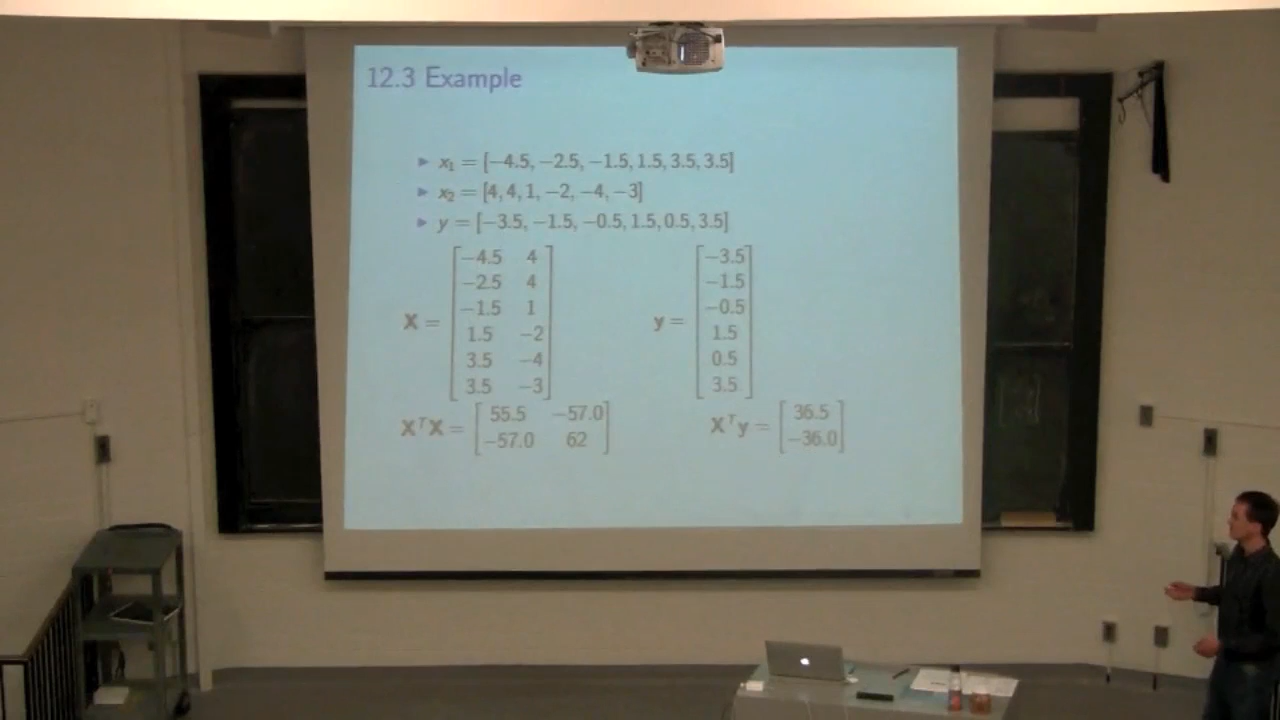 12.3 Example
▶ x₁ = [−4.5, −2.5, −1.5, 1.5, 3.5, 3.5]
▶ x₂ = [4, 4, 1, −2, −4, −3]
▶ y = [−3.5, −1.5, −0.5, 1.5, 0.5, 3.5]
X = [−4.5 4
−2.5 4
−1.5 1
1.5 −2
3.5 −4
3.5 −3]
y = [−3.5
−1.5
−0.5
1.5
0.5
3.5]
XᵀX = [55.5 −57.0
−57.0 62]
Xᵀy = [36.5
−36.0]